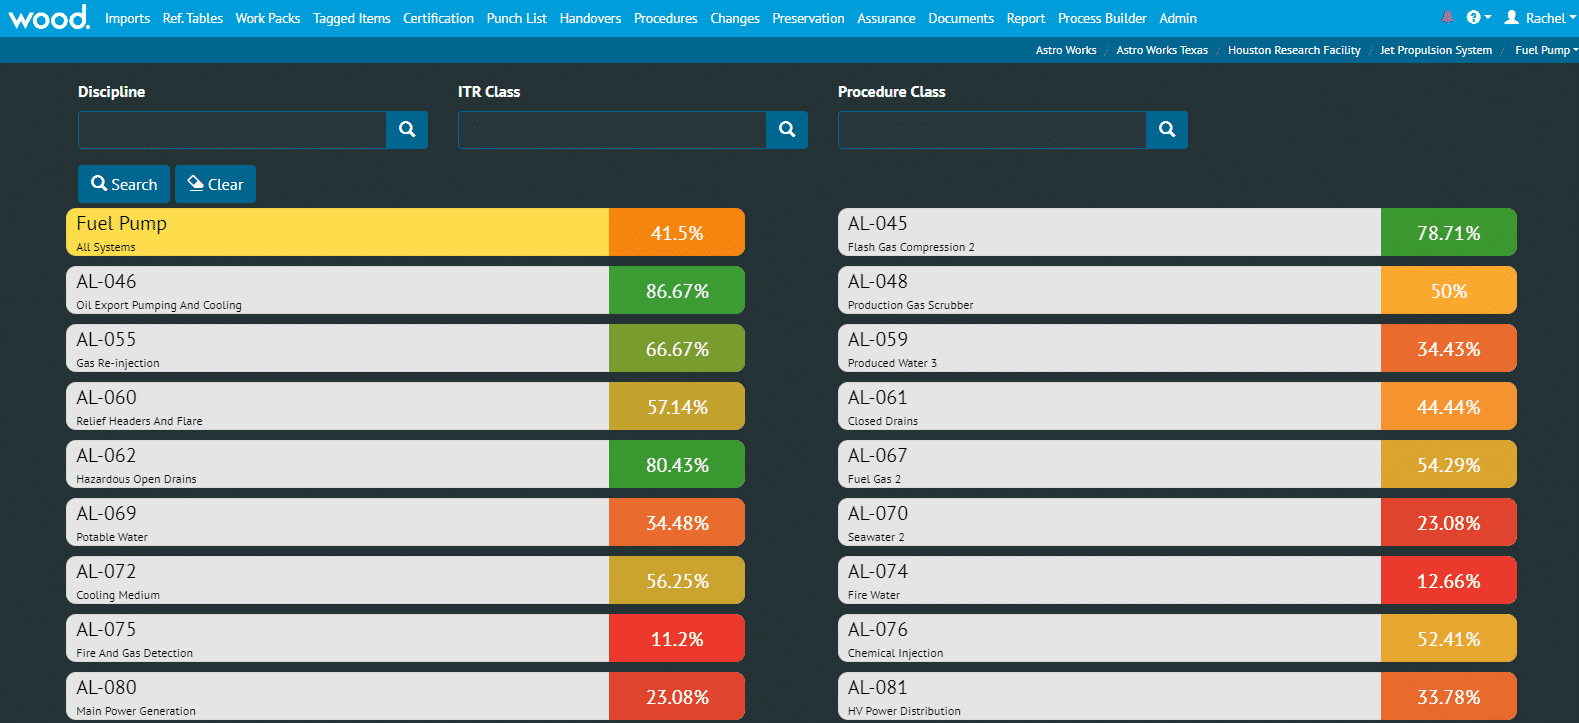 wood.
Imports Ref. Tables Work Packs Tagged Items Certification Punch List Handovers Procedures Changes Preservation Assurance Documents Report Process Builder Admin Rachel
Astro Works / Astro Works Texas / Houston Research Facility / Jet Propulsion System / Fuel Pump
Discipline ITR Class Procedure Class
Search Clear
Fuel Pump
All Systems
41.5%
AL-045
Flash Gas Compression 2
78.71%
AL-046
Oil Export Pumping And Cooling
86.67%
AL-048
Production Gas Scrubber
50%
AL-055
Gas Re-injection
66.67%
AL-059
Produced Water 3
34.43%
AL-060
Relief Headers And Flare
57.14%
AL-061
Closed Drains
44.44%
AL-062
Hazardous Open Drains
80.43%
AL-067
Fuel Gas 2
54.29%
AL-069
Potable Water
34.48%
AL-070
Seawater 2
23.08%
AL-072
Cooling Medium
56.25%
AL-074
Fire Water
12.66%
AL-075
Fire And Gas Detection
11.2%
AL-076
Chemical Injection
52.41%
AL-080
Main Power Generation
23.08%
AL-081
HV Power Distribution
33.78%